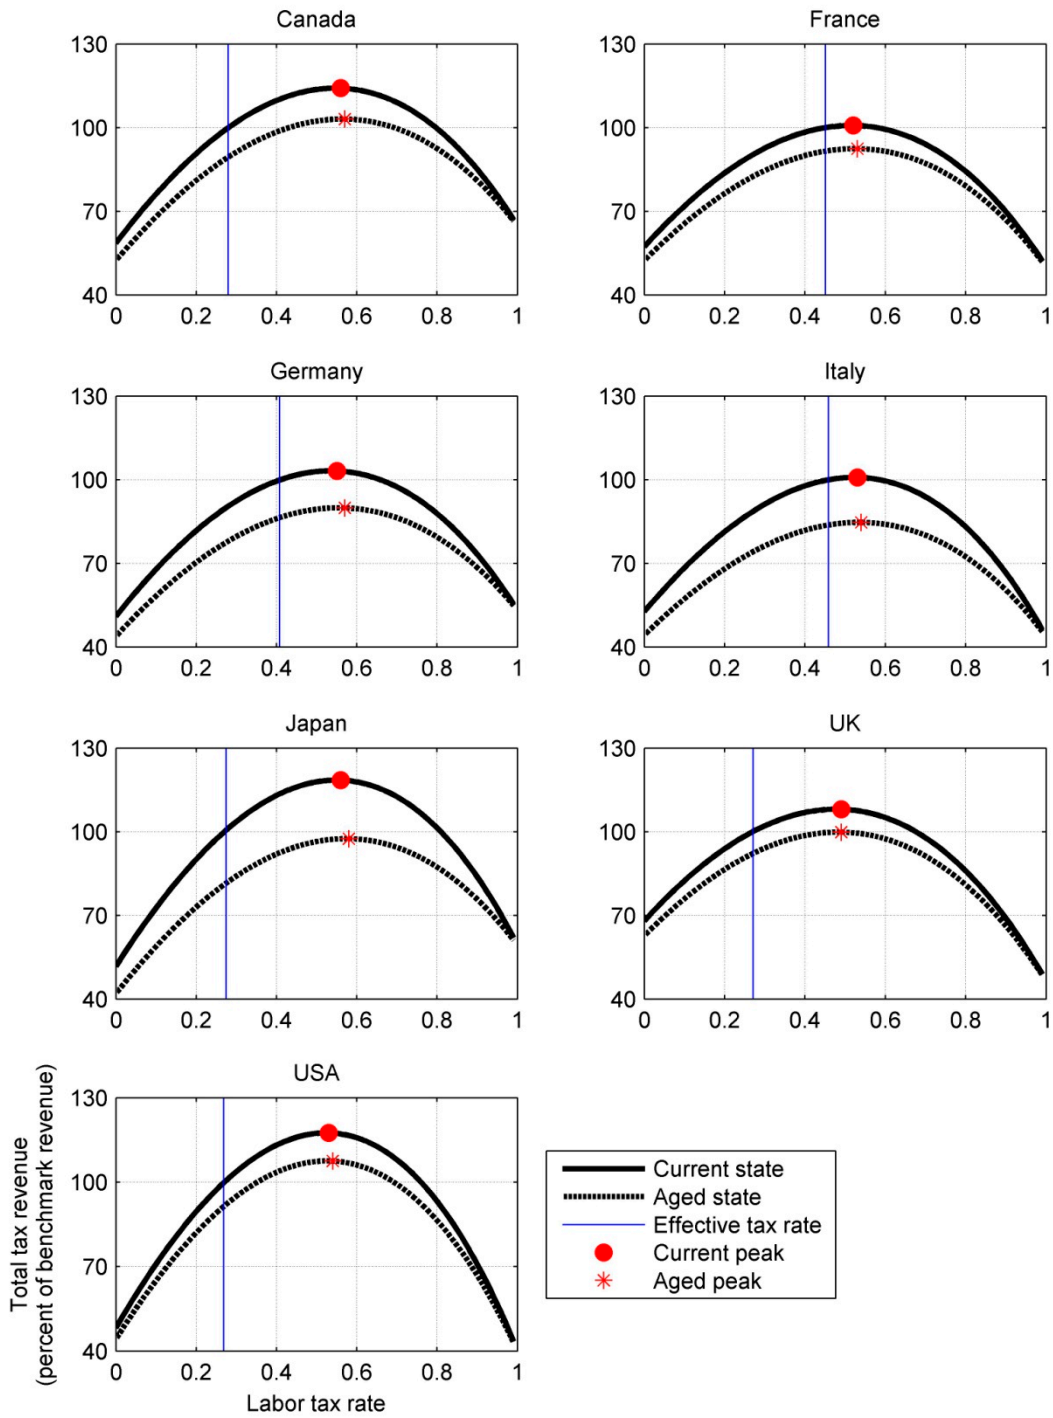 Canada
130
100
70
40
0 0.2 0.4 0.6 0.8 1
France
130
100
70
40
0 0.2 0.4 0.6 0.8 1
Germany
130
100
70
40
0 0.2 0.4 0.6 0.8 1
Italy
130
100
70
40
0 0.2 0.4 0.6 0.8 1
Japan
130
100
70
40
0 0.2 0.4 0.6 0.8 1
UK
130
100
70
40
0 0.2 0.4 0.6 0.8 1
USA
Total tax revenue
(percent of benchmark revenue)
130
100
70
40
0 0.2 0.4 0.6 0.8 1
Labor tax rate
Current state
Aged state
Effective tax rate
Current peak
Aged peak